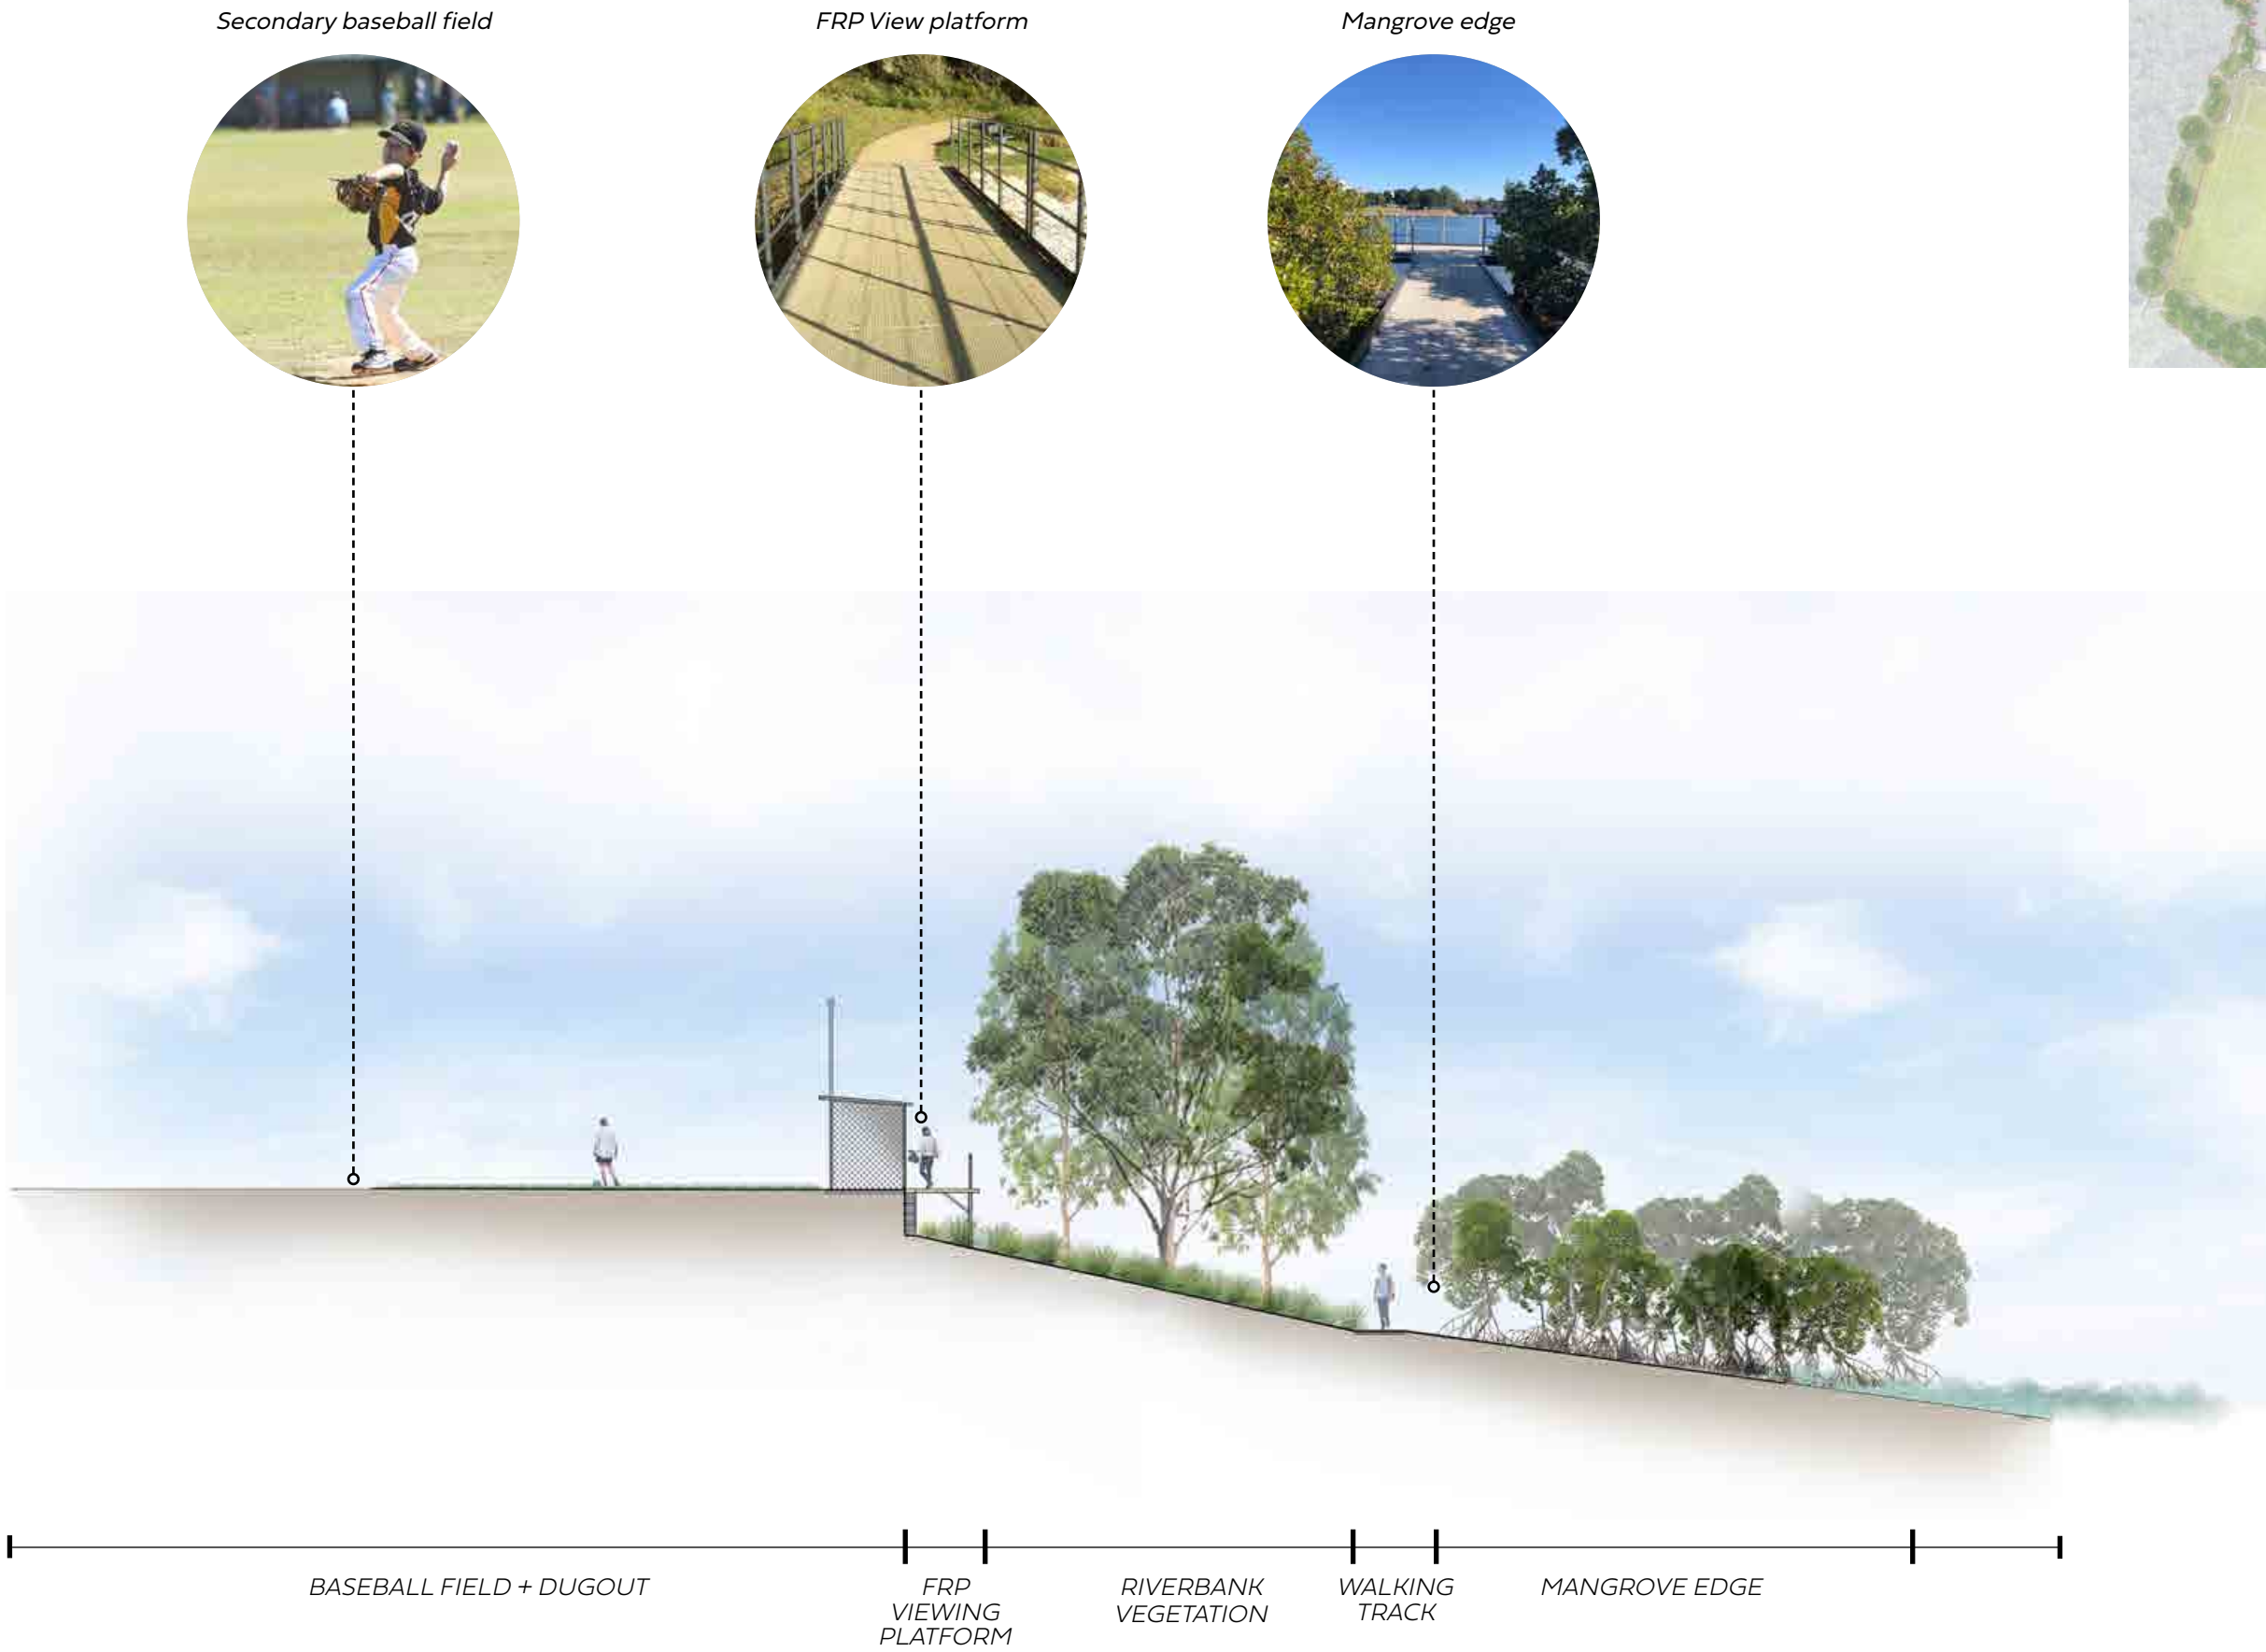 Secondary baseball field
FRP View platform
Mangrove edge
BASEBALL FIELD + DUGOUT
FRP
VIEWING
PLATFORM
RIVERBANK
VEGETATION
WALKING
TRACK
MANGROVE EDGE